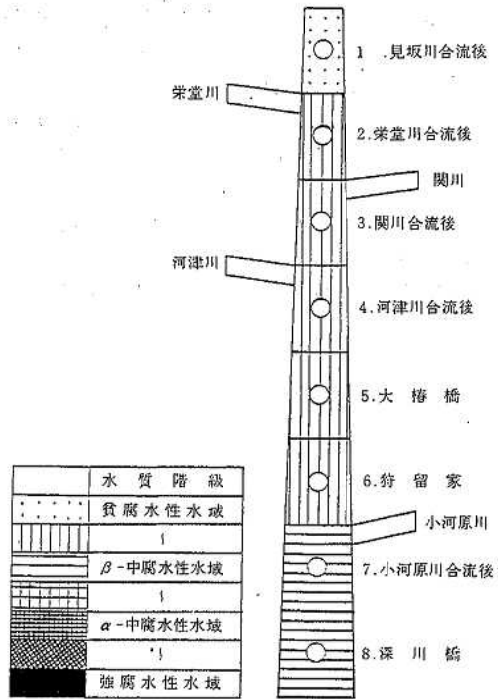 1 .見坂川合流後
栄堂川
2.栄堂川合流後
関川
3.関川合流後
河津川
4.河津川合流後
5.大椿橋
6.狩留家
小河原川
7.小河原川合流後
8.深川橋
水質階級
貧腐水性水域
〜
β-中腐水性水域
〜
α-中腐水性水域
〜
強腐水性水域